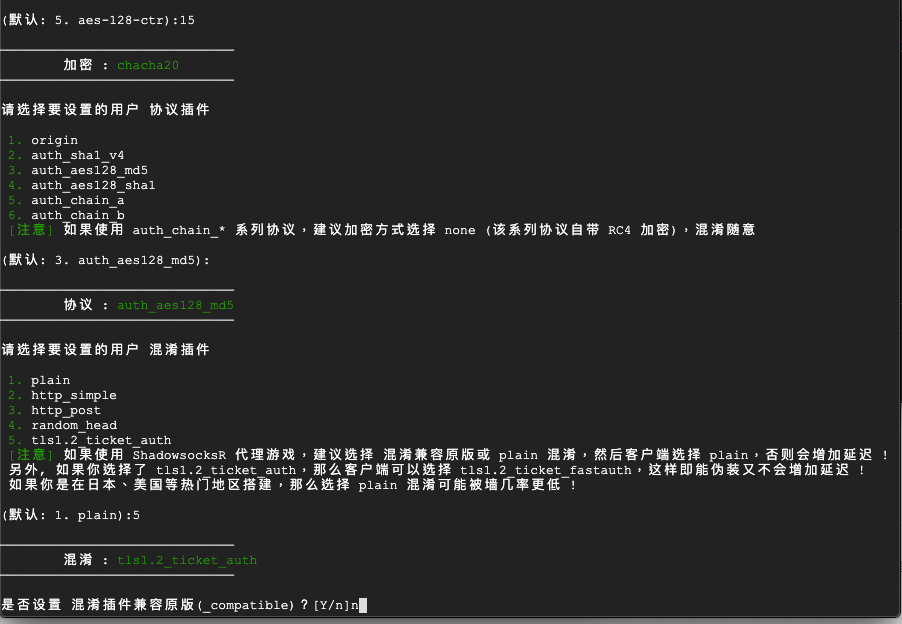 (默认: 5. aes-128-ctr):15
加密 : chacha20
请选择要设置的用户 协议插件
1. origin
2. auth_sha1_v4
3. auth_aes128_md5
4. auth_aes128_sha1
5. auth_chain_a
6. auth_chain_b
[注意] 如果使用 auth_chain_* 系列协议，建议加密方式选择 none (该系列协议自带 RC4 加密)，混淆随意
(默认: 3. auth_aes128_md5):
协议 : auth_aes128_md5
请选择要设置的用户 混淆插件
1. plain
2. http_simple
3. http_post
4. random_head
5. tls1.2_ticket_auth
[注意] 如果使用 ShadowsocksR 代理游戏，建议选择 混淆兼容原版或 plain 混淆，然后客户端选择 plain，否则会增加延迟 !
另外, 如果你选择了 tls1.2_ticket_auth，那么客户端可以选择 tls1.2_ticket_fastauth，这样即能伪装又不会增加延迟 !
如果你是在日本、美国等热门地区搭建，那么选择 plain 混淆可能被墙几率更低 !
(默认: 1. plain):5
混淆 : tls1.2_ticket_auth
是否设置 混淆插件兼容原版(_compatible)？[Y/n]n